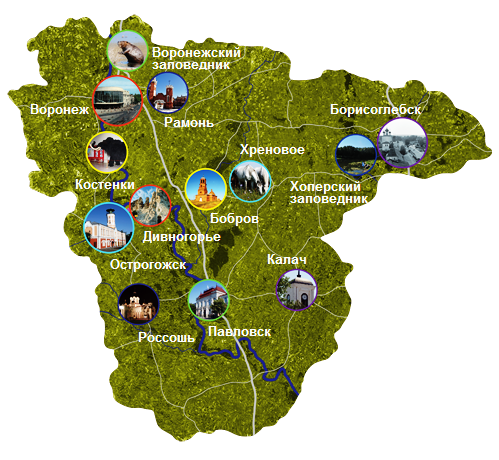 Воронежский
заповедник
Воронеж
Рамонь
Борисоглебск
Хреновое
Костенки
Хоперский
заповедник
Бобров
Дивногорье
Острогожск
Калач
Россошь
Павловск